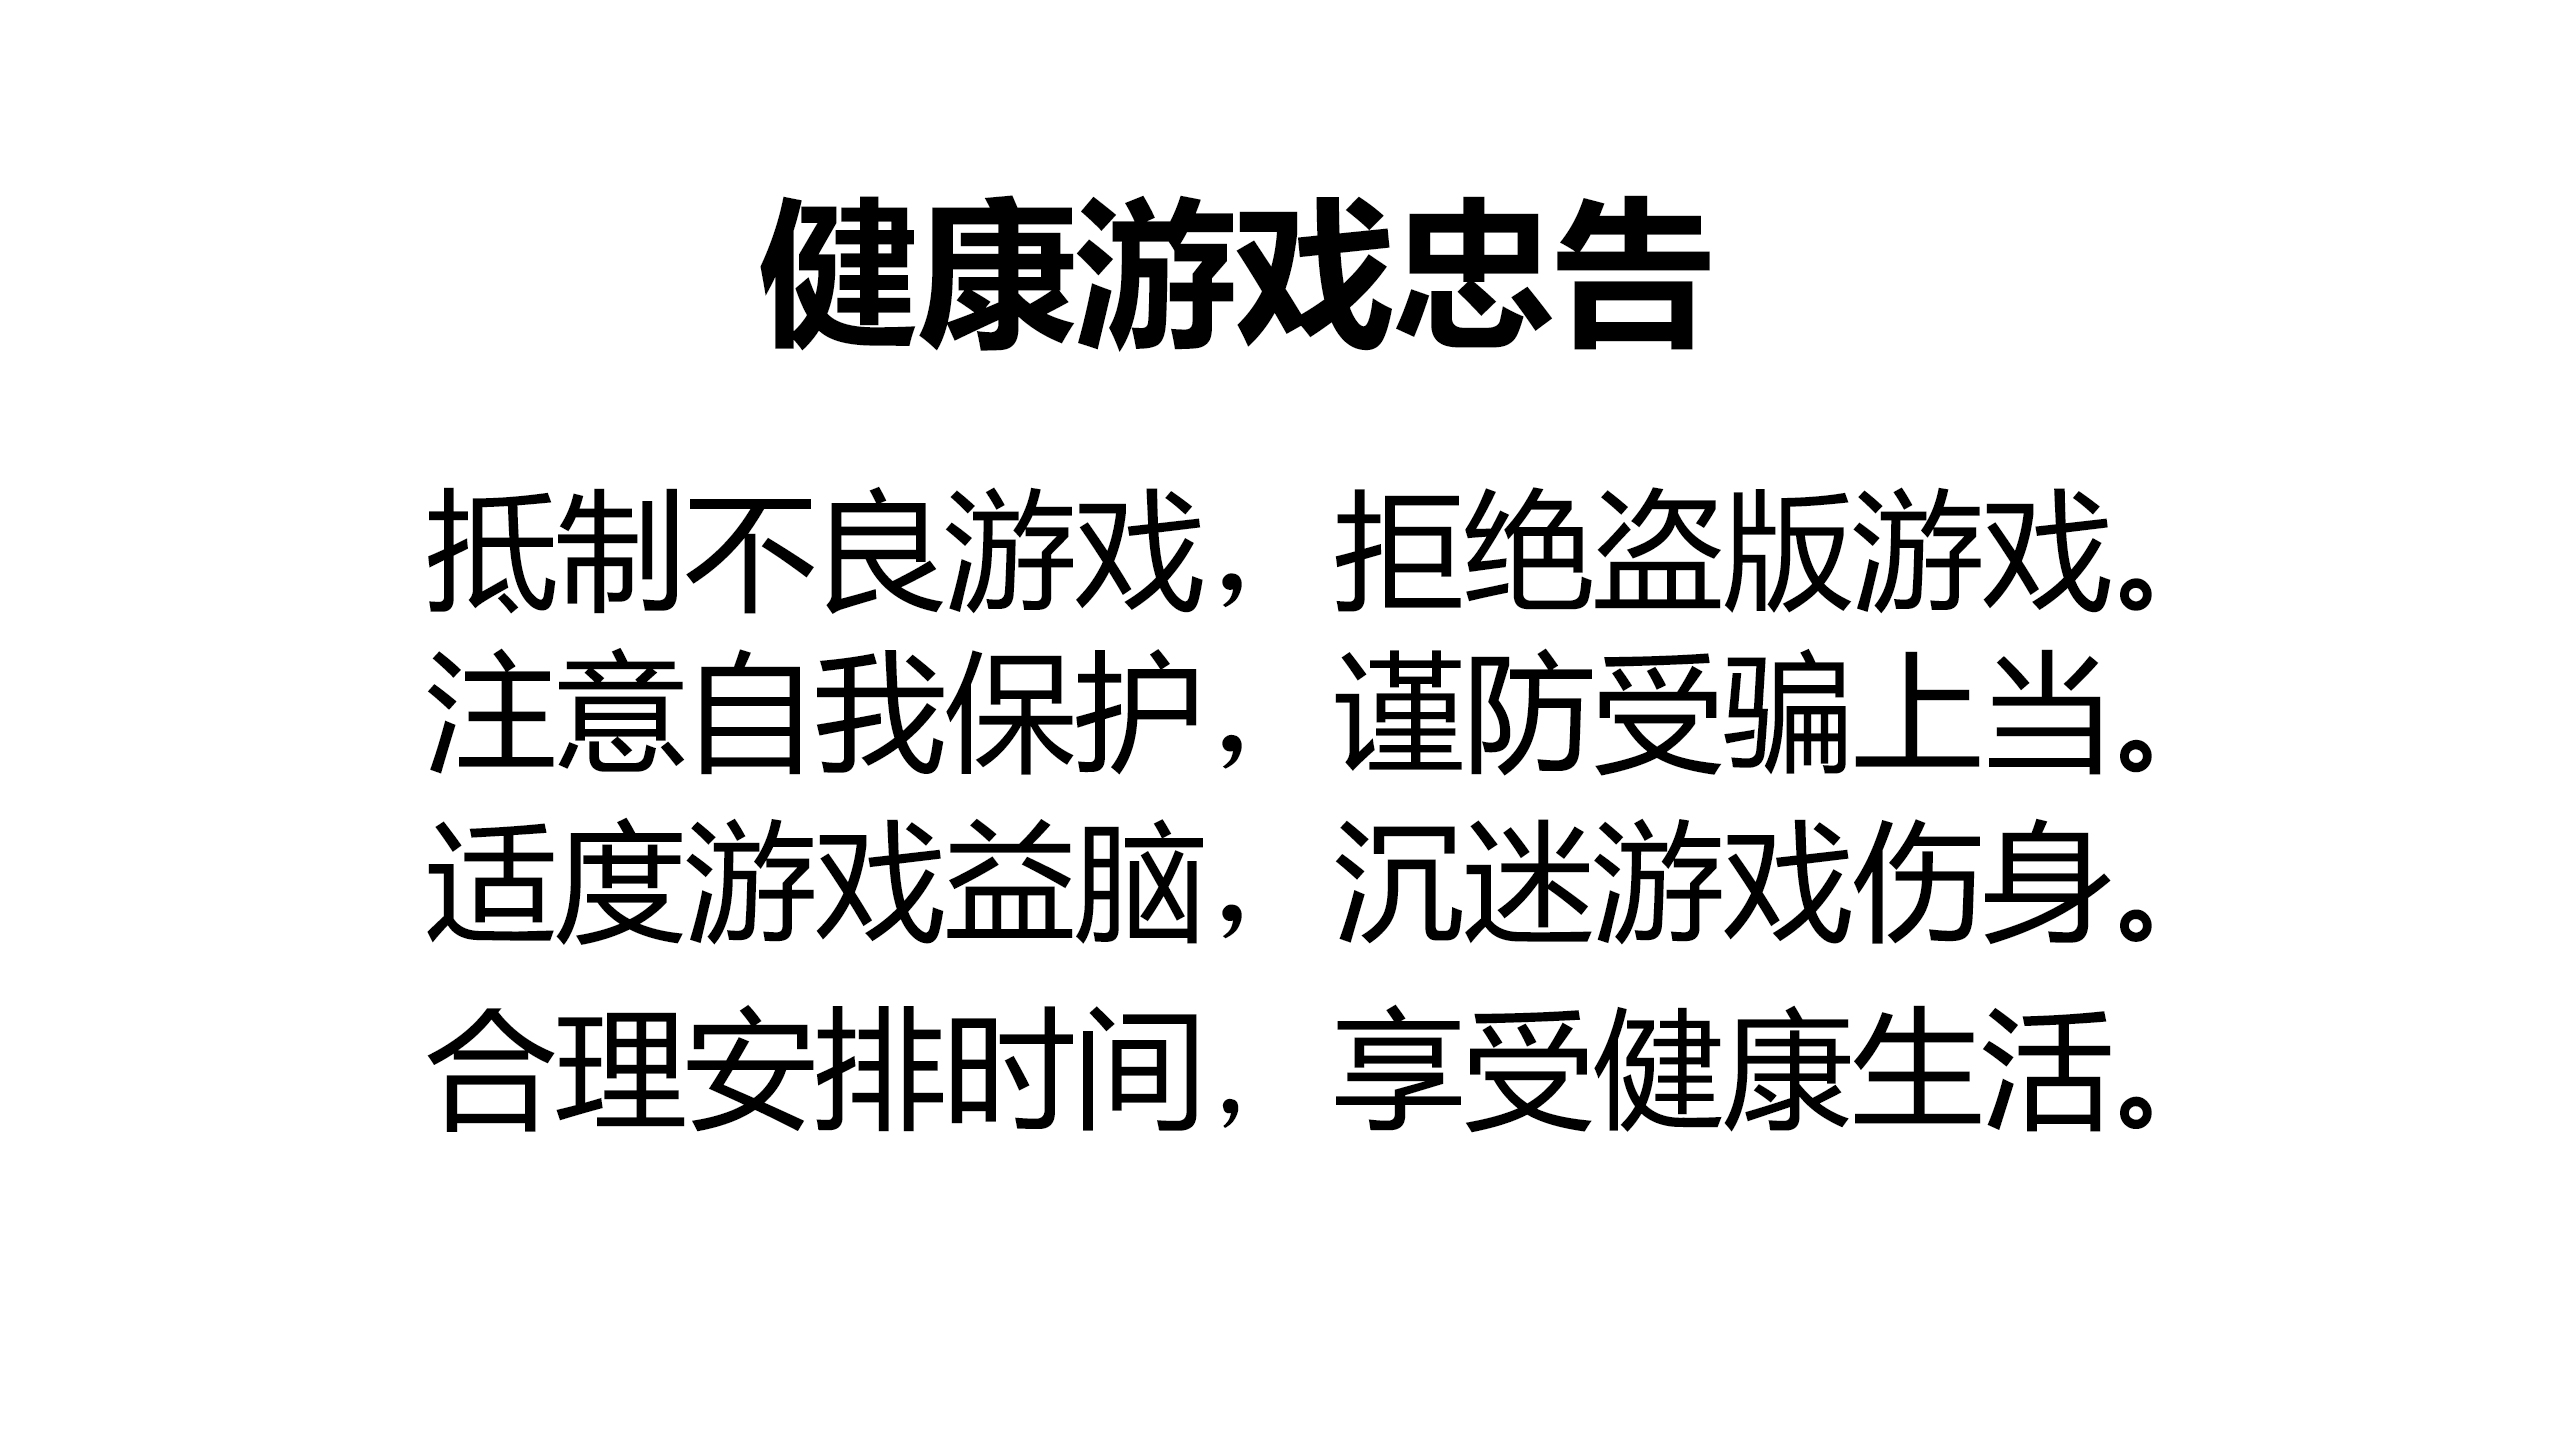 健康游戏忠告
抵制不良游戏，拒绝盗版游戏。
注意自我保护，谨防受骗上当。
适度游戏益脑，沉迷游戏伤身。
合理安排时间，享受健康生活。